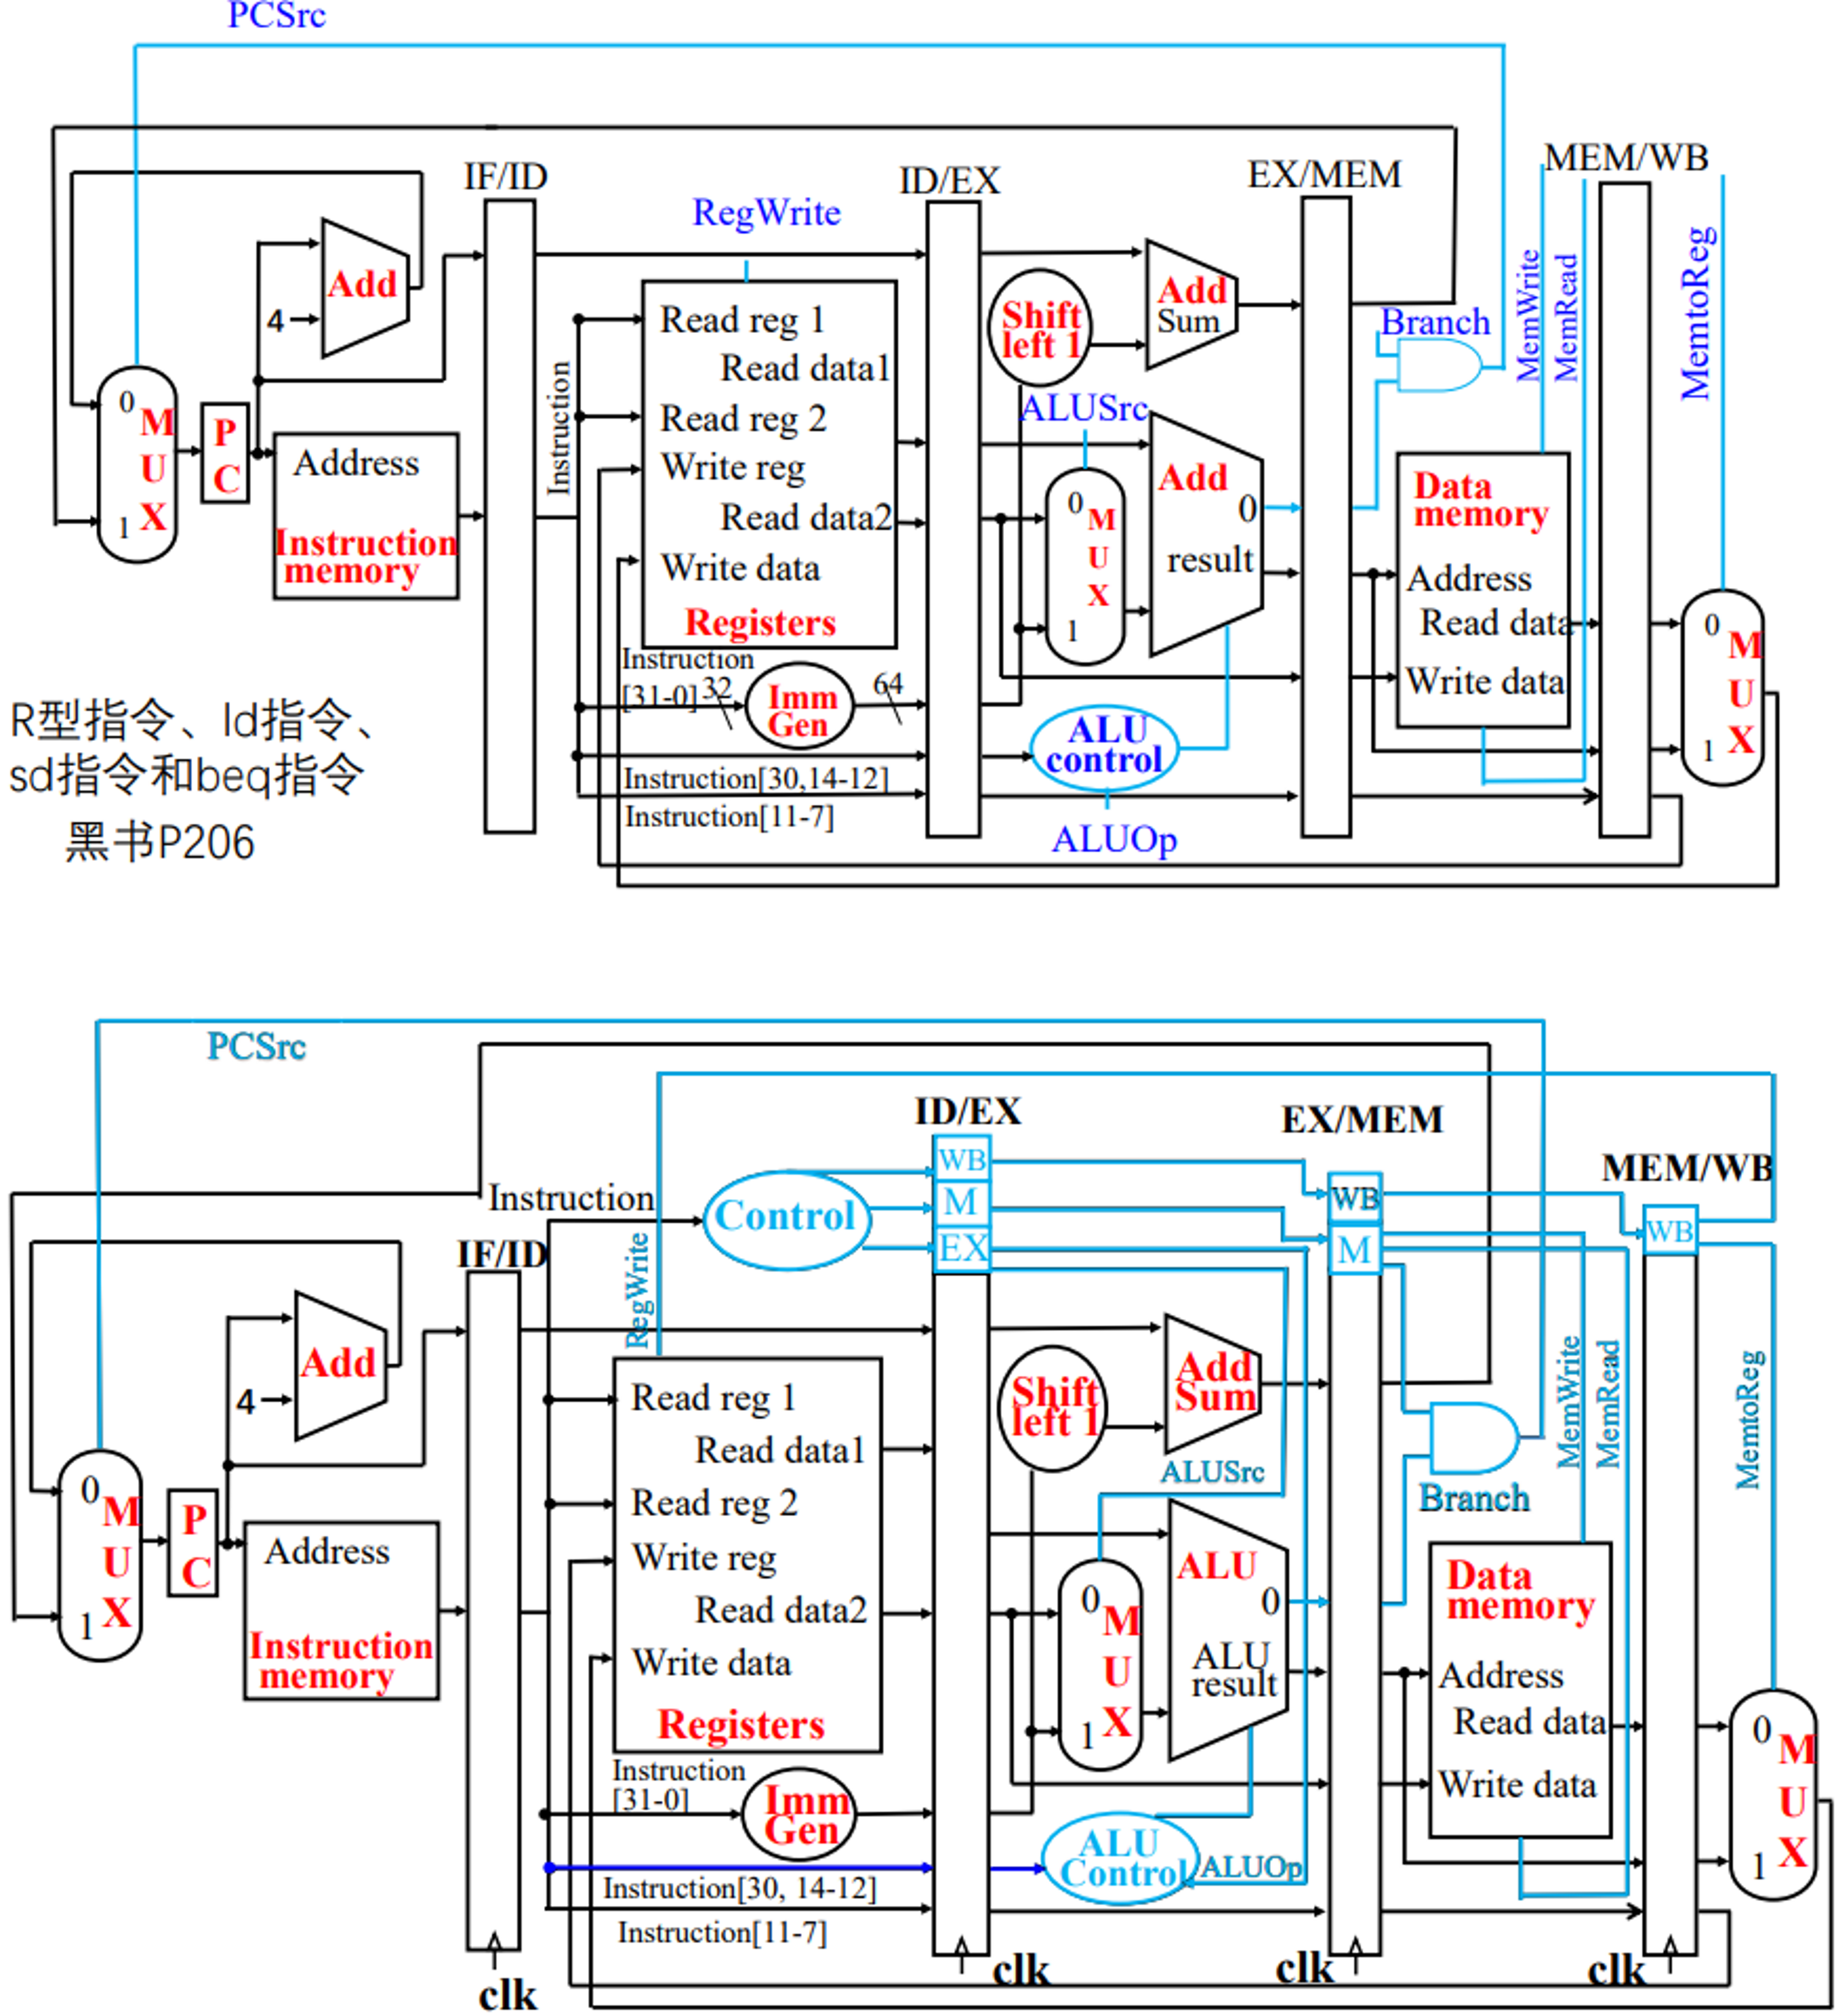 PCSrc
IF/ID
ID/EX
EX/MEM
MEM/WB
RegWrite
Add
4
0
M
U
X
1
P
C
Address
Instruction
memory
Instruction
Read reg 1
Read data1
Read reg 2
Write reg
Read data2
Write data
Registers
Instruction
[31-0]
32
Imm
Gen
64
Instruction[30,14-12]
Instruction[11-7]
Shift
left 1
Add
Sum
ALUSrc
0
M
U
X
1
Add
0
result
ALU
control
ALUOp
Branch
MemWrite
MemRead
Data
memory
Address
Read data
Write data
MemtoReg
0
M
U
X
1
R型指令、ld指令、
sd指令和beq指令
黑书P206
PCSrc
ID/EX
EX/MEM
MEM/WB
WB
M
EX
WB
M
WB
Instruction
Control
IF/ID
RegWrite
Add
4
0
M
U
X
1
P
C
Address
Instruction
memory
Read reg 1
Read data1
Read reg 2
Write reg
Read data2
Write data
Registers
Instruction
[31-0]
Imm
Gen
Instruction[30, 14-12]
Instruction[11-7]
Shift
left 1
Add
Sum
ALUSrc
0
M
U
X
1
ALU
0
ALU
result
ALU
Control
ALUOp
Branch
MemWrite
MemRead
Data
memory
Address
Read data
Write data
MemtoReg
0
M
U
X
1
clk
clk
clk
clk